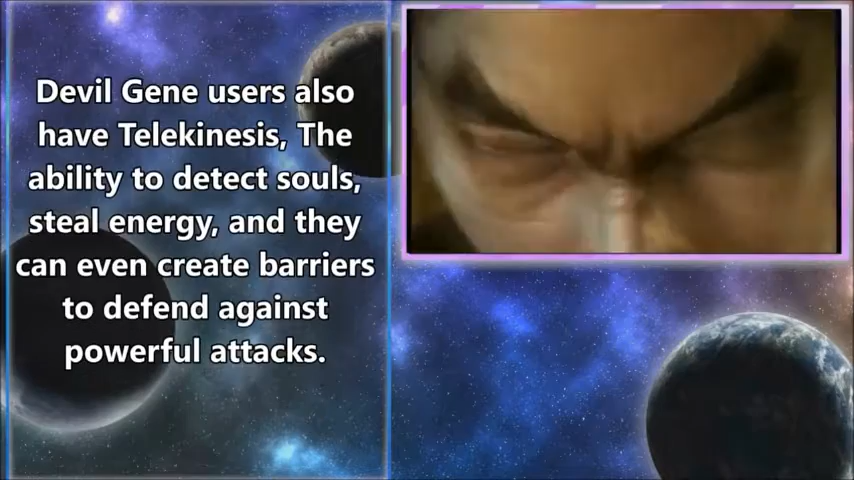 Devil Gene users also
have Telekinesis, The
ability to detect souls,
steal energy, and they
can even create barriers
to defend against
powerful attacks.